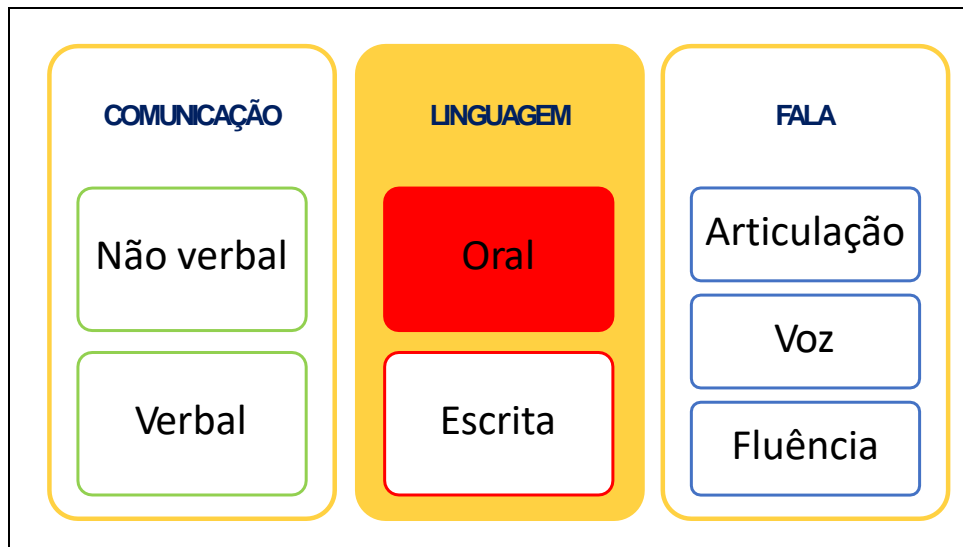 COMUNICAÇÃO
Não verbal
Verbal
LINGUAGEM
Oral
Escrita
FALA
Articulação
Voz
Fluência